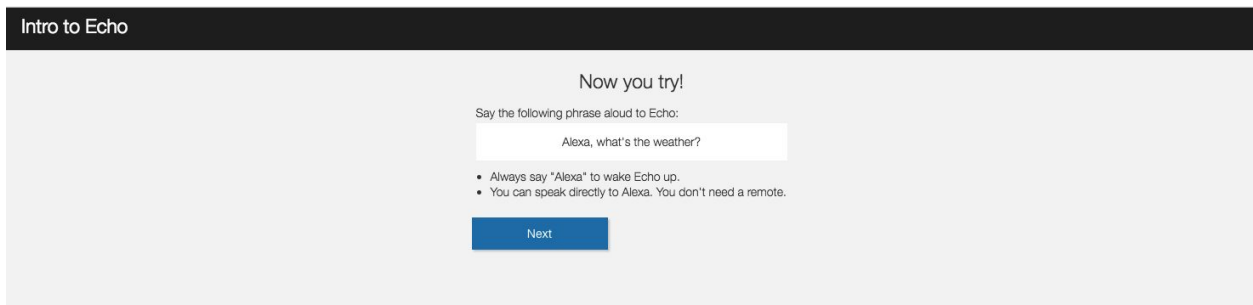 Intro to Echo
Now you try!
Say the following phrase aloud to Echo:
Alexa, what's the weather?
• Always say "Alexa" to wake Echo up.
• You can speak directly to Alexa. You don't need a remote.
Next